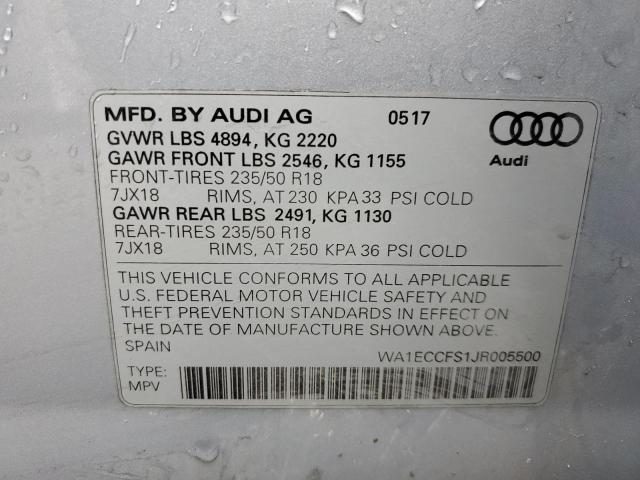 MFD. BY AUDI AG 0517
GVWR LBS 4894, KG 2220
GAWR FRONT LBS 2546, KG 1155
Audi
FRONT-TIRES 235/50 R18
7JX18 RIMS, AT 230 KPA 33 PSI COLD
GAWR REAR LBS 2491, KG 1130
REAR-TIRES 235/50 R18
7JX18 RIMS, AT 250 KPA 36 PSI COLD
THIS VEHICLE CONFORMS TO ALL APPLICABLE
U.S. FEDERAL MOTOR VEHICLE SAFETY AND
THEFT PREVENTION STANDARDS IN EFFECT ON
THE DATE OF MANUFACTURE SHOWN ABOVE.
SPAIN WA1ECCFS1JR005500
TYPE:
MPV